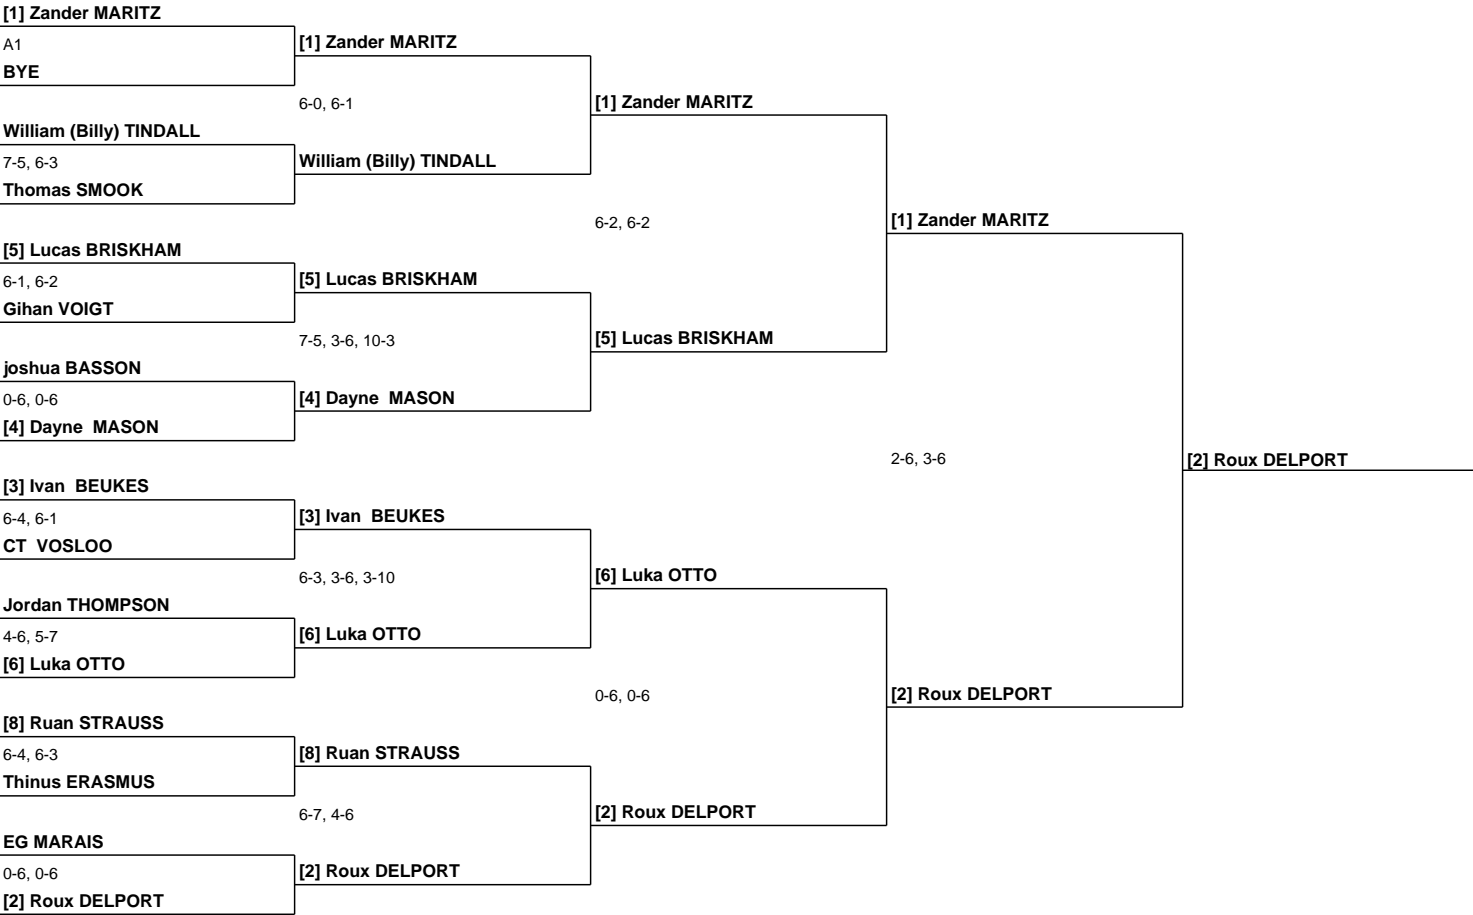 [1] Zander MARITZ
A1
BYE
William (Billy) TINDALL
7-5, 6-3
Thomas SMOOK
[5] Lucas BRISKHAM
6-1, 6-2
Gihan VOIGT
joshua BASSON
0-6, 0-6
[4] Dayne  MASON
[3] Ivan  BEUKES
6-4, 6-1
CT  VOSLOO
Jordan THOMPSON
4-6, 5-7
[6] Luka OTTO
[8] Ruan STRAUSS
6-4, 6-3
Thinus ERASMUS
EG MARAIS
0-6, 0-6
[2] Roux DELPORT
[1] Zander MARITZ
6-0, 6-1
William (Billy) TINDALL
[5] Lucas BRISKHAM
7-5, 3-6, 10-3
[4] Dayne  MASON
[3] Ivan  BEUKES
6-3, 3-6, 3-10
[6] Luka OTTO
[8] Ruan STRAUSS
6-7, 4-6
[2] Roux DELPORT
[1] Zander MARITZ
6-2, 6-2
[5] Lucas BRISKHAM
[6] Luka OTTO
0-6, 0-6
[2] Roux DELPORT
[1] Zander MARITZ
2-6, 3-6
[2] Roux DELPORT
[2] Roux DELPORT